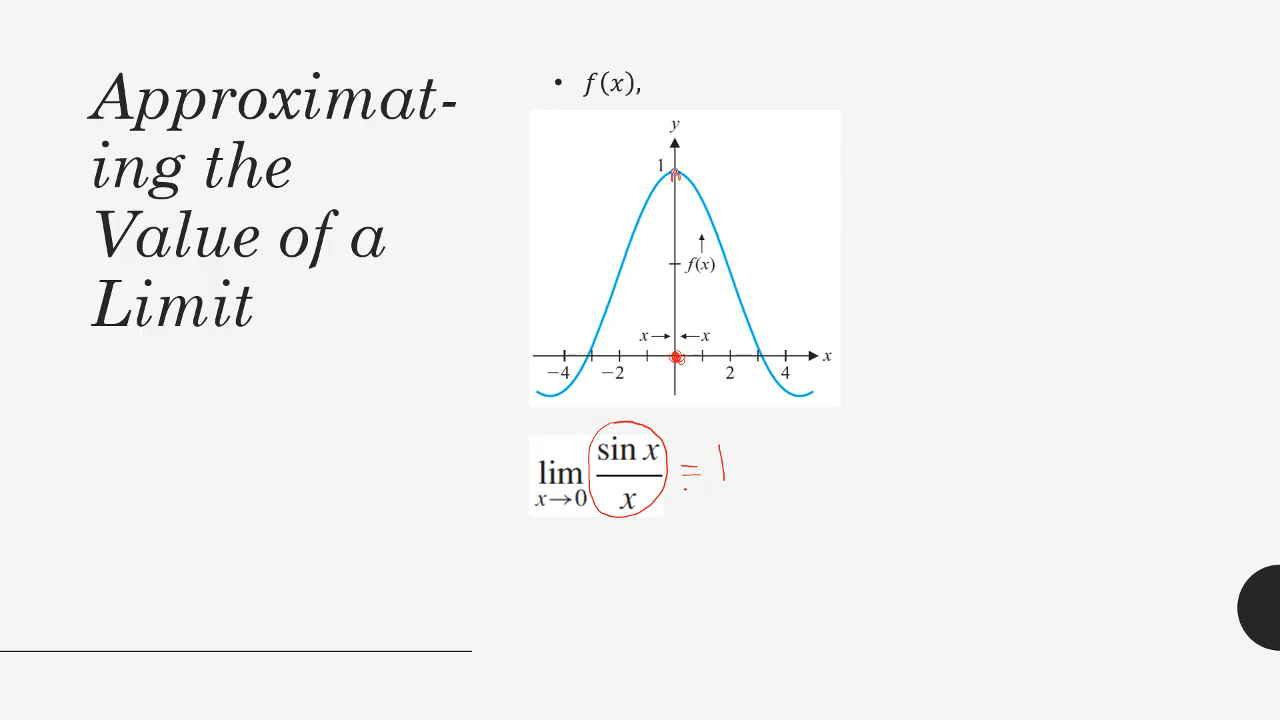 Approximat-
ing the
Value of a
Limit
• f(x),
y
1
f(x)
x→ ←x
x
−4 −2 2 4
lim x→0 sin x / x = 1